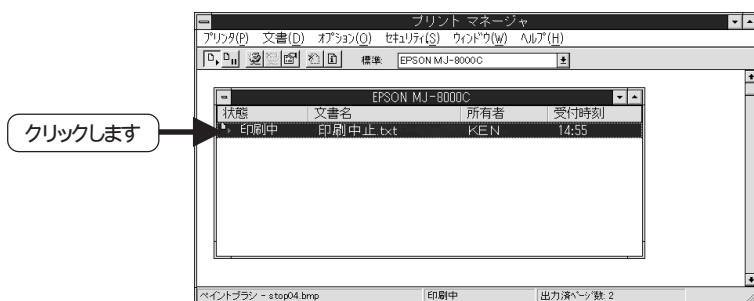 プリント マネージャ
プリンタ(P) 文書(D) オプション(O) セキュリティ(S) ウィンドウ(W) ヘルプ(H)
標準: EPSON MJ-8000C
EPSON MJ-8000C
状態 文書名 所有者 受付時刻
印刷中 印刷中止.txt KEN 14:55
クリックします
ペイントブラシ - stop04.bmp 印刷中 出力済ページ数: 2